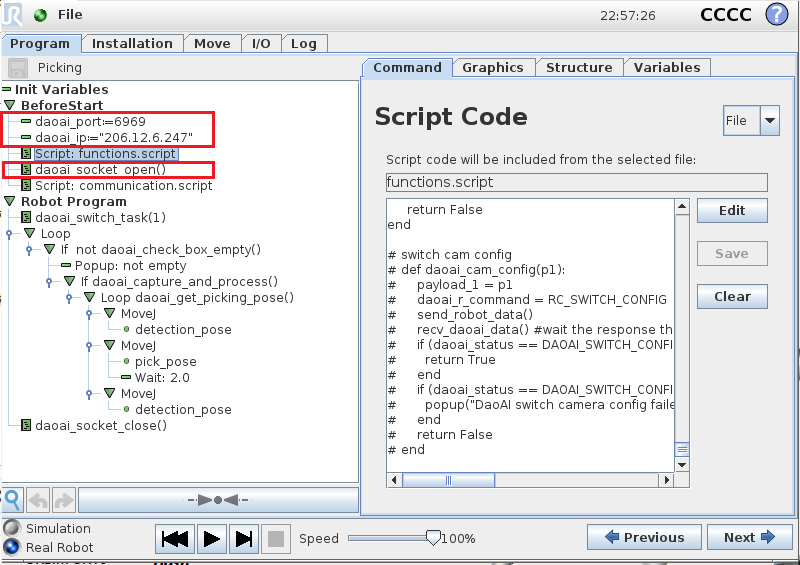 File
22:57:26
CCCC
?
Program
Installation
Move
I/O
Log
Picking
Init Variables
BeforeStart
daoai_port:=6969
daoai_ip:="206.12.6.247"
Script: functions.script
daoai_socket_open()
Script: communication.script
Robot Program
daoai_switch_task(1)
Loop
If not daoai_check_box_empty()
Popup: not empty
If daoai_capture_and_process()
Loop daoai_get_picking_pose()
MoveJ
detection_pose
MoveJ
pick_pose
Wait: 2.0
MoveJ
detection_pose
daoai_socket_close()
Command
Graphics
Structure
Variables
Script Code
File
Script code will be included from the selected file:
functions.script
return False
end
# switch cam config
# def daoai_cam_config(p1):
# payload_1 = p1
# daoai_r_command = RC_SWITCH_CONFIG
# send_robot_data()
# recv_daoai_data() #wait the response th
# if (daoai_status == DAOAI_SWITCH_CONFI
# return True
# end
# if (daoai_status == DAOAI_SWITCH_CONFI
# popup("DaoAI switch camera config faile
# end
# return False
# end
Edit
Save
Clear
Simulation
Real Robot
Speed
100%
Previous
Next